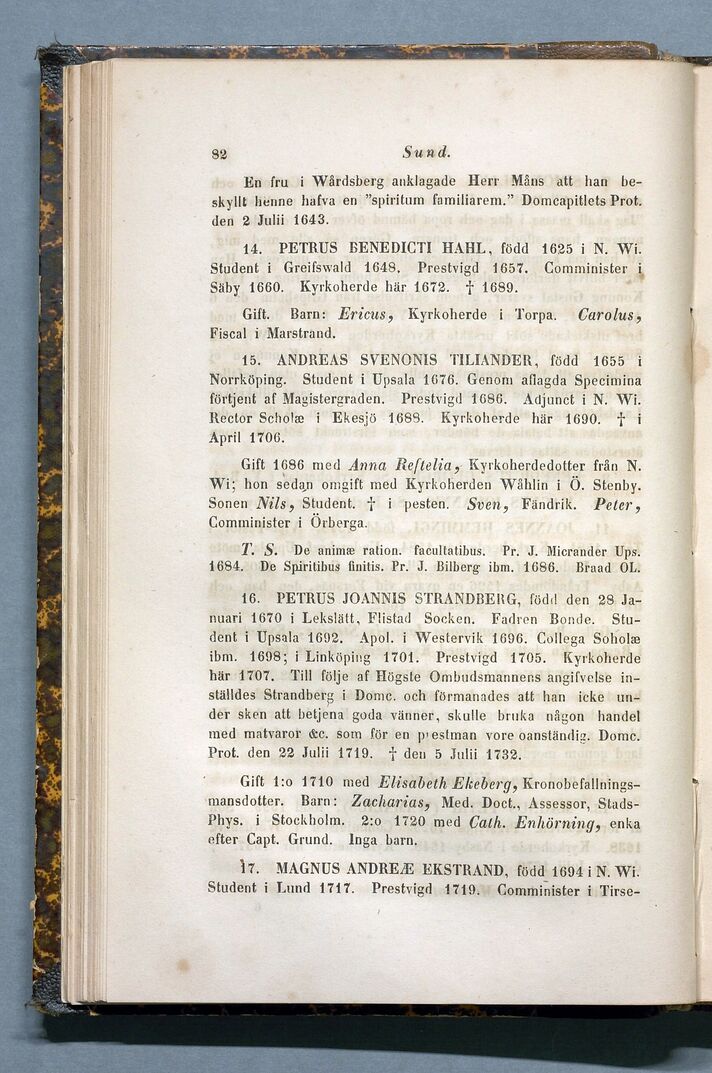 82 Sund.
En fru i Wårdsberg anklagade Herr Måns att han be-
skyllt henne hafva en "spiritum familiarem." Domcapitlets Prot.
den 2 Julii 1643.
14. PETRUS BENEDICTI HAHL, född 1625 i N. Wi.
Student i Greifswald 1648. Prestvigd 1657. Comminister i
Säby 1660. Kyrkoherde här 1672. † 1689.
Gift. Barn: Ericus, Kyrkoherde i Torpa. Carolus,
Fiscal i Marstrand.
15. ANDREAS SVENONIS TILIANDER, född 1655 i
Norrköping. Student i Upsala 1676. Genom aflagda Specimina
förtjent af Magistergraden. Prestvigd 1686. Adjunct i N. Wi.
Rector Scholæ i Ekesjö 1688. Kyrkoherde här 1690. † i
April 1706.
Gift 1686 med Anna Reftelia, Kyrkoherdedotter från N.
Wi; hon sedan omgift med Kyrkoherden Wåhlin i Ö. Stenby.
Sonen Nils, Student. † i pesten. Sven, Fändrik. Peter,
Comminister i Örberga.
T. S. De animæ ration. facultatibus. Pr. J. Micrander Ups.
1684. De Spiritibus finitis. Pr. J. Bilberg ibm. 1686. Braad OL.
16. PETRUS JOANNIS STRANDBERG, född den 28 Ja-
nuari 1670 i Lekslätt, Flistad Socken. Fadren Bonde. Stu-
dent i Upsala 1692. Apol. i Westervik 1696. Collega Soholæ
ibm. 1698; i Linköping 1701. Prestvigd 1705. Kyrkoherde
här 1707. Till följe af Högste Ombudsmannens angifvelse in-
ställdes Strandberg i Domc. och förmanades att han icke un-
der sken att betjena goda vänner, skulle bruka någon handel
med matvaror &c. som för en prestman vore oanständig. Domc.
Prot. den 22 Julii 1719. † den 5 Julii 1732.
Gift 1:o 1710 med Elisabeth Ekeberg, Kronobefallnings-
mansdotter. Barn: Zacharias, Med. Doct., Assessor, Stads-
Phys. i Stockholm. 2:o 1720 med Cath. Enhörning, enka
efter Capt. Grund. Inga barn.
17. MAGNUS ANDREÆ EKSTRAND, född 1694 i N. Wi.
Student i Lund 1717. Prestvigd 1719. Comminister i Tirse-